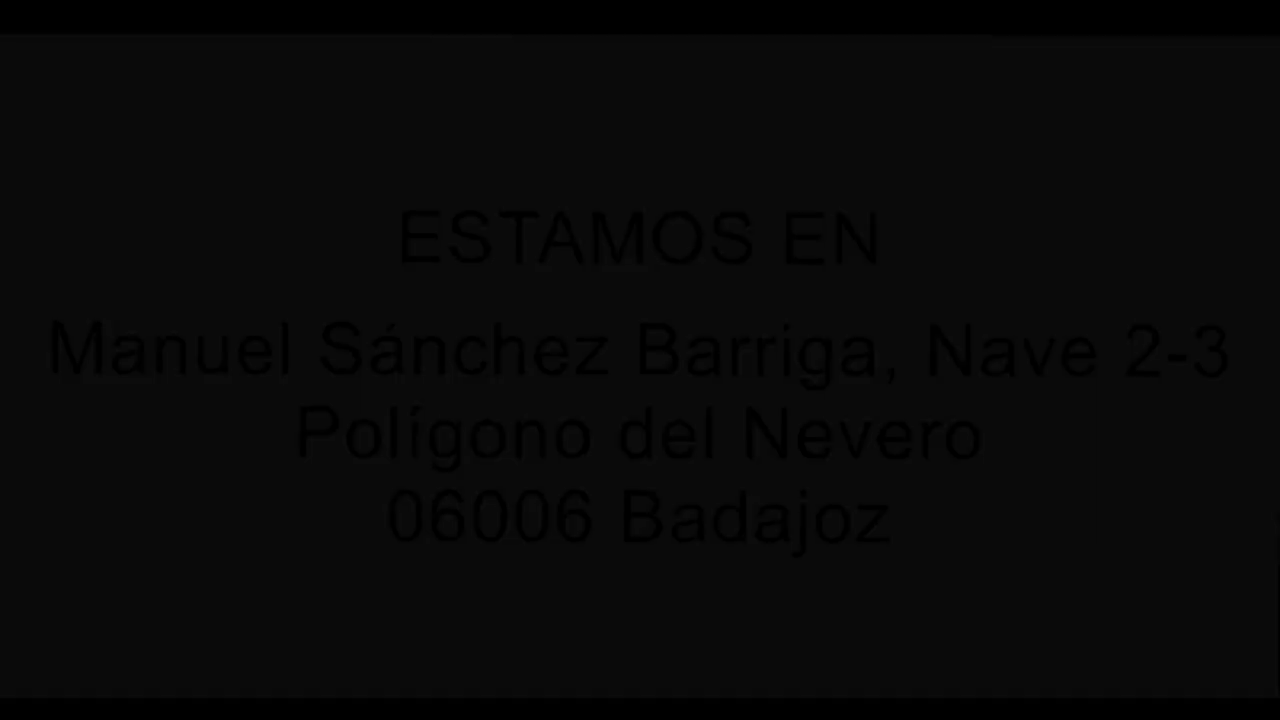 ESTAMOS EN
Manuel Sánchez Barriga, Nave 2-3
Polígono del Nevero
06006 Badajoz